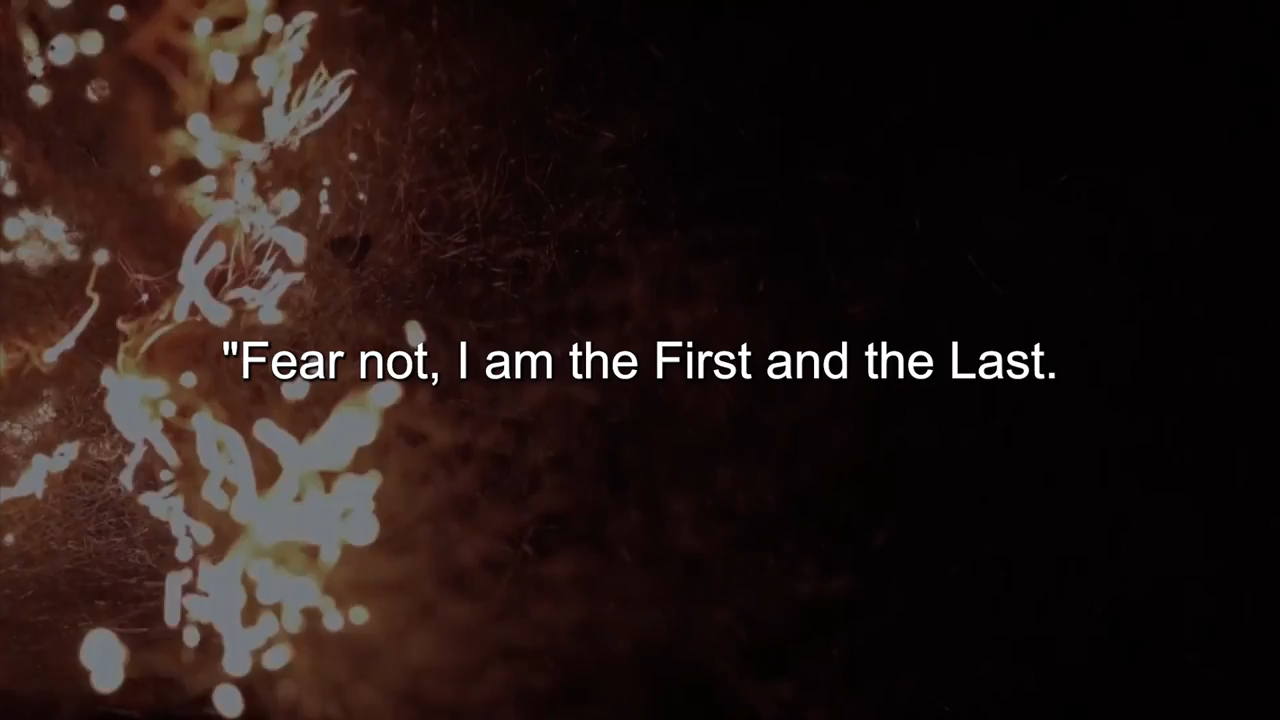 "Fear not, I am the First and the Last.